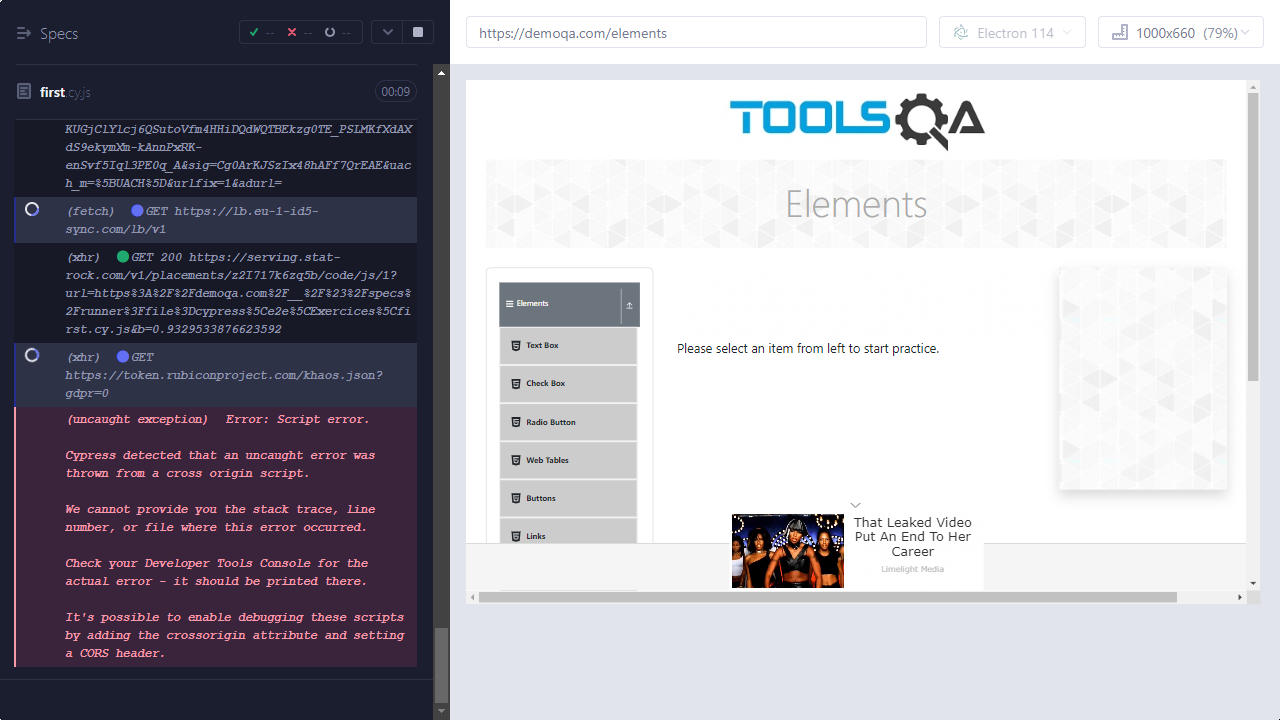 Specs
--
--
--
first.cy.js
00:09
KUGjClYlcj6QSutoVfm4HHiDQdWQTBEkzg0TE_PSLMKfXdAX
dS9ekymXm-kAnnPxRK-
enSvf5Iql3PE0q_A&sig=Cg0ArKJSzIx48hAFf7QrEAE&uac
h_m=%5BUACH%5D&urlfix=1&adurl=
(fetch) GET https://lb.eu-1-id5-
sync.com/lb/v1
(xhr) GET 200 https://serving.stat-
rock.com/v1/placements/z2I717k6zq5b/code/js/1?
url=https%3A%2F%2Fdemoqa.com%2F__%2F%23%2Fspecs%
2Frunner%3Ffile%3Dcypress%5Ce2e%5CExercices%5Cfi
rst.cy.js&b=0.9329533876623592
(xhr) GET
https://token.rubiconproject.com/khaos.json?
gdpr=0
(uncaught exception) Error: Script error.
Cypress detected that an uncaught error was
thrown from a cross origin script.
We cannot provide you the stack trace, line
number, or file where this error occurred.
Check your Developer Tools Console for the
actual error - it should be printed there.
It's possible to enable debugging these scripts
by adding the crossorigin attribute and setting
a CORS header.
https://demoqa.com/elements
Electron 114
1000x660 (79%)
TOOLSQA
Elements
Elements
Text Box
Check Box
Radio Button
Web Tables
Buttons
Links
Please select an item from left to start practice.
That Leaked Video
Put An End To Her
Career
Limelight Media